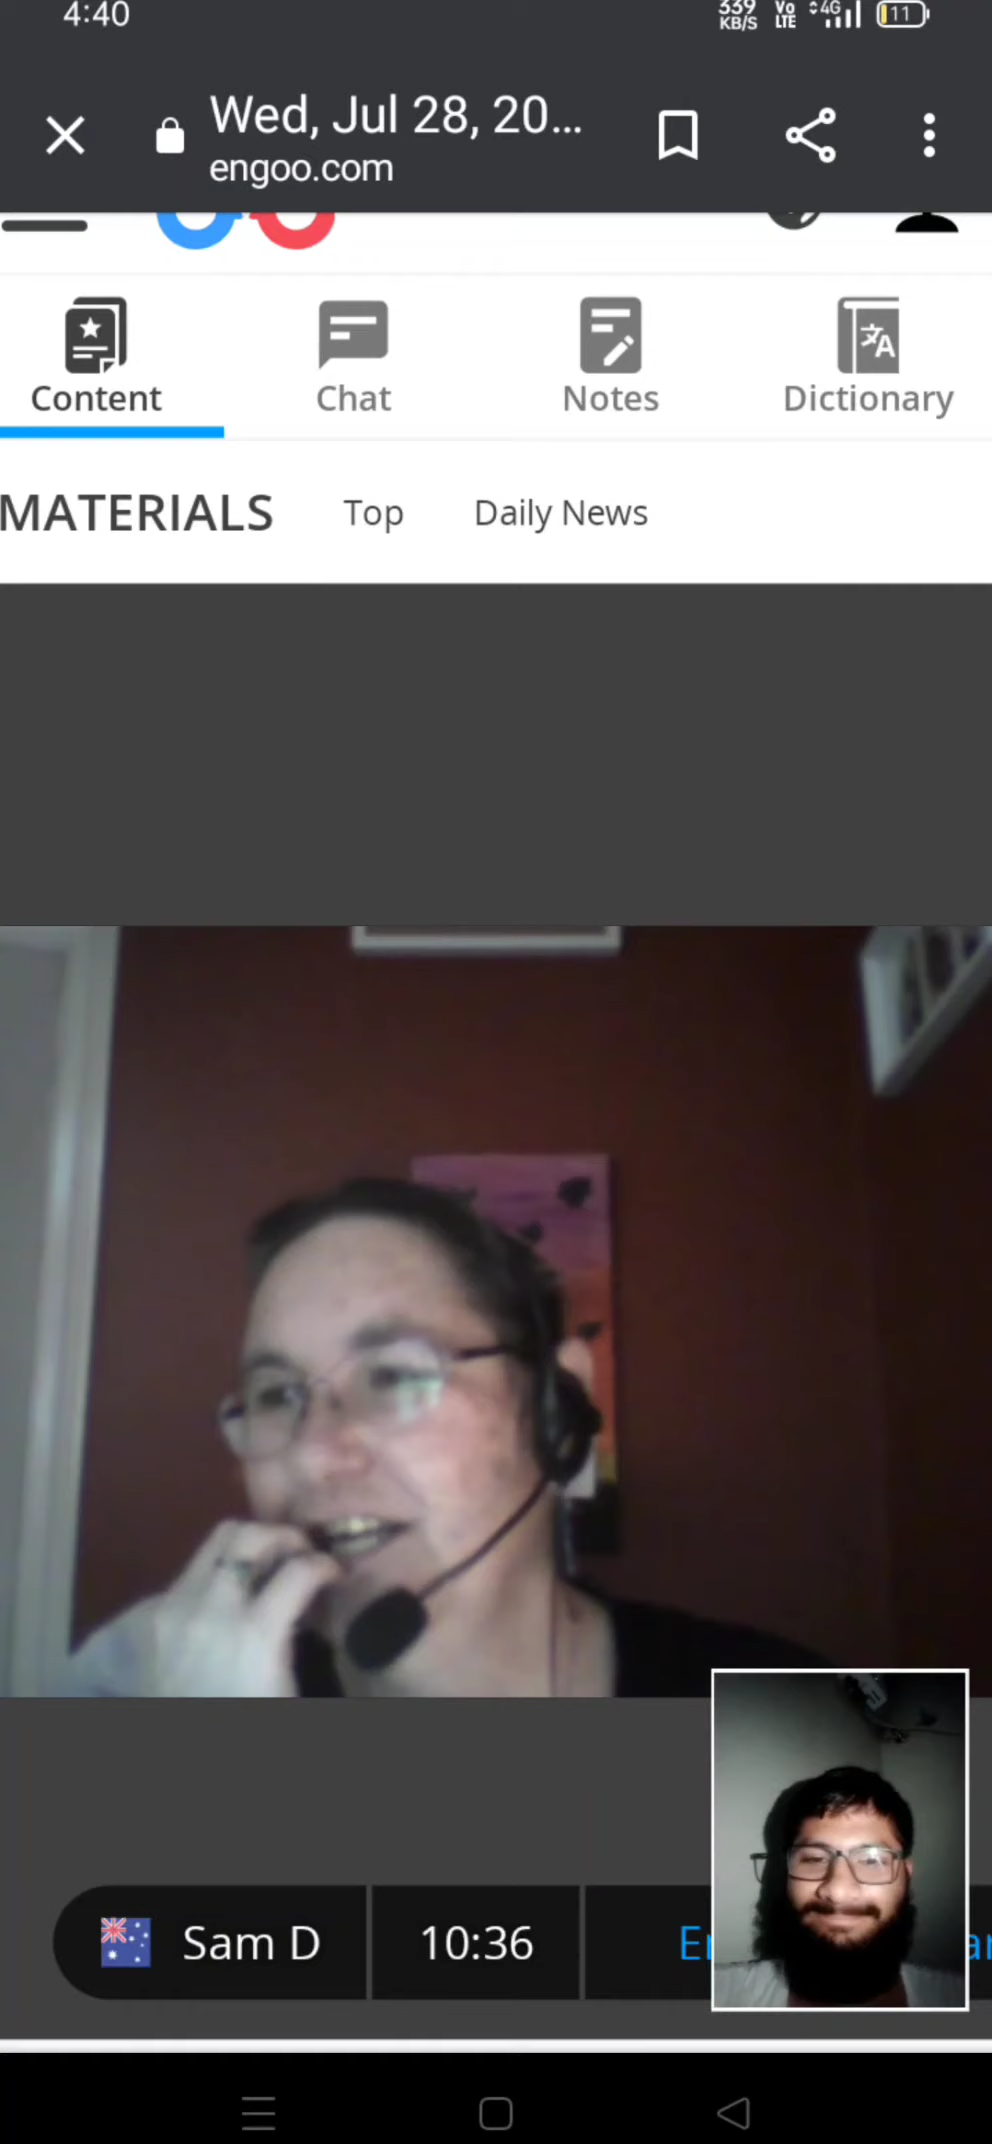 4:40
339 KB/S
Vo LTE
4G
11
Wed, Jul 28, 20...
engoo.com
Content
Chat
Notes
Dictionary
MATERIALS
Top
Daily News
Sam D
10:36